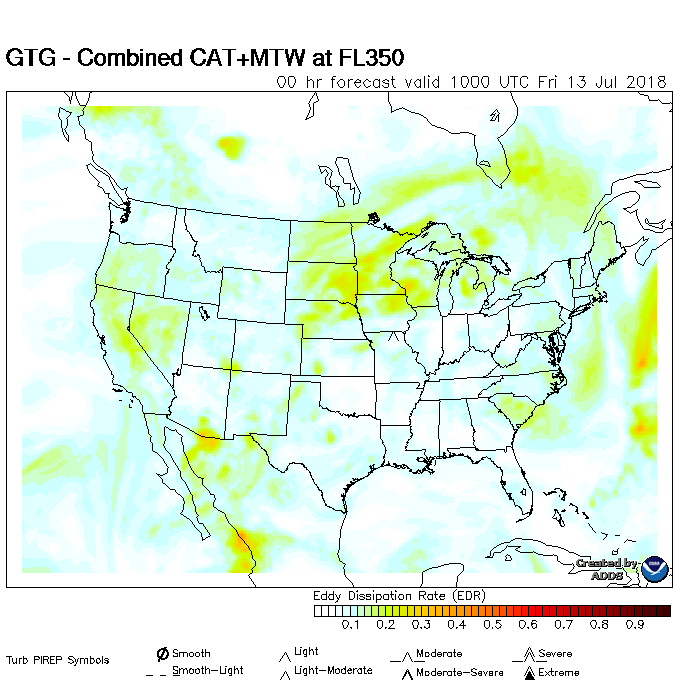 GTG - Combined CAT+MTW at FL350
00 hr forecast valid 1000 UTC Fri 13 Jul 2018
Created by
ADDS
Eddy Dissipation Rate (EDR)
0.1 0.2 0.3 0.4 0.5 0.6 0.7 0.8 0.9
Turb PIREP Symbols
Smooth Light Moderate Severe
Smooth-Light Light-Moderate Moderate-Severe Extreme